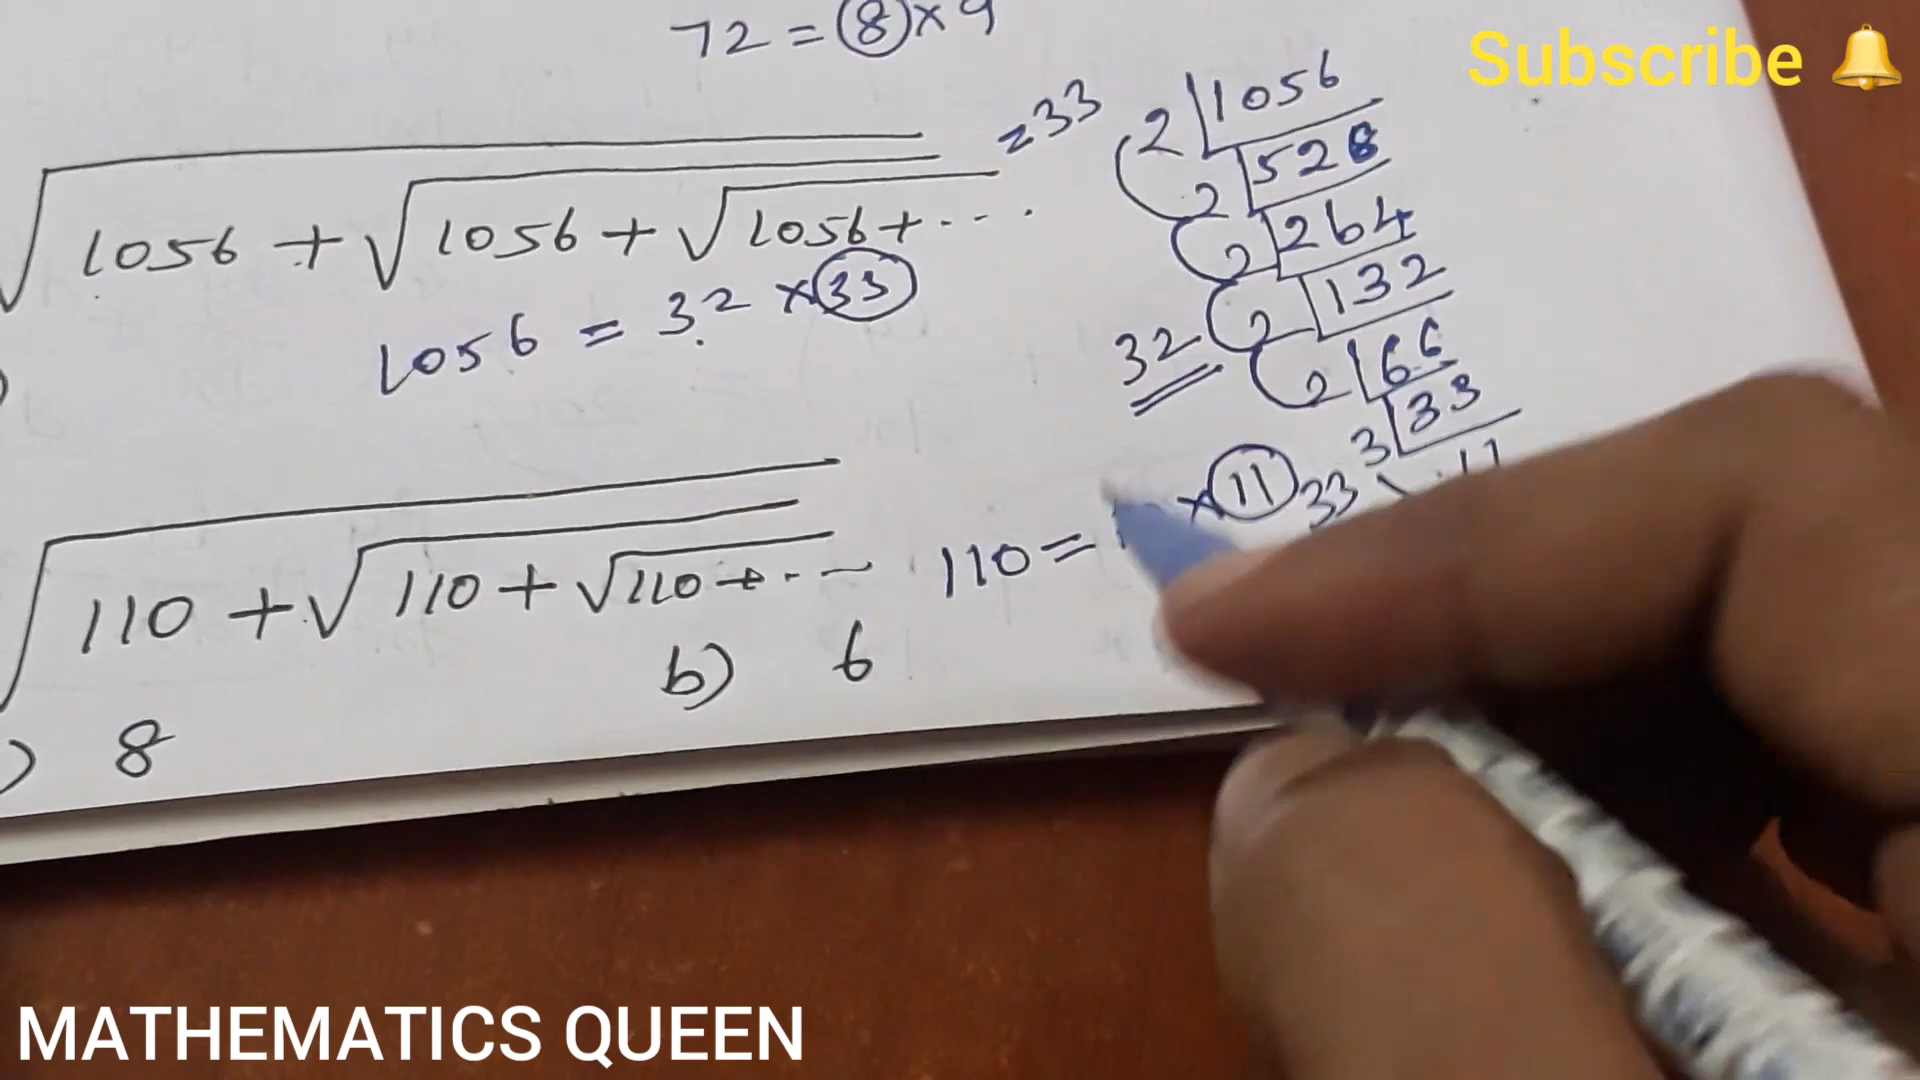 72 = 8 × 9
Subscribe 🔔
√1056 + √1056 + √1056 + ... = 33
1056 = 32 × 33
2 | 1056
2 | 528
2 | 264
2 | 132
2 | 66
3 | 33
11
32
33
√110 + √110 + √110 + ...
110 = × 11
b) 6
) 8
MATHEMATICS QUEEN